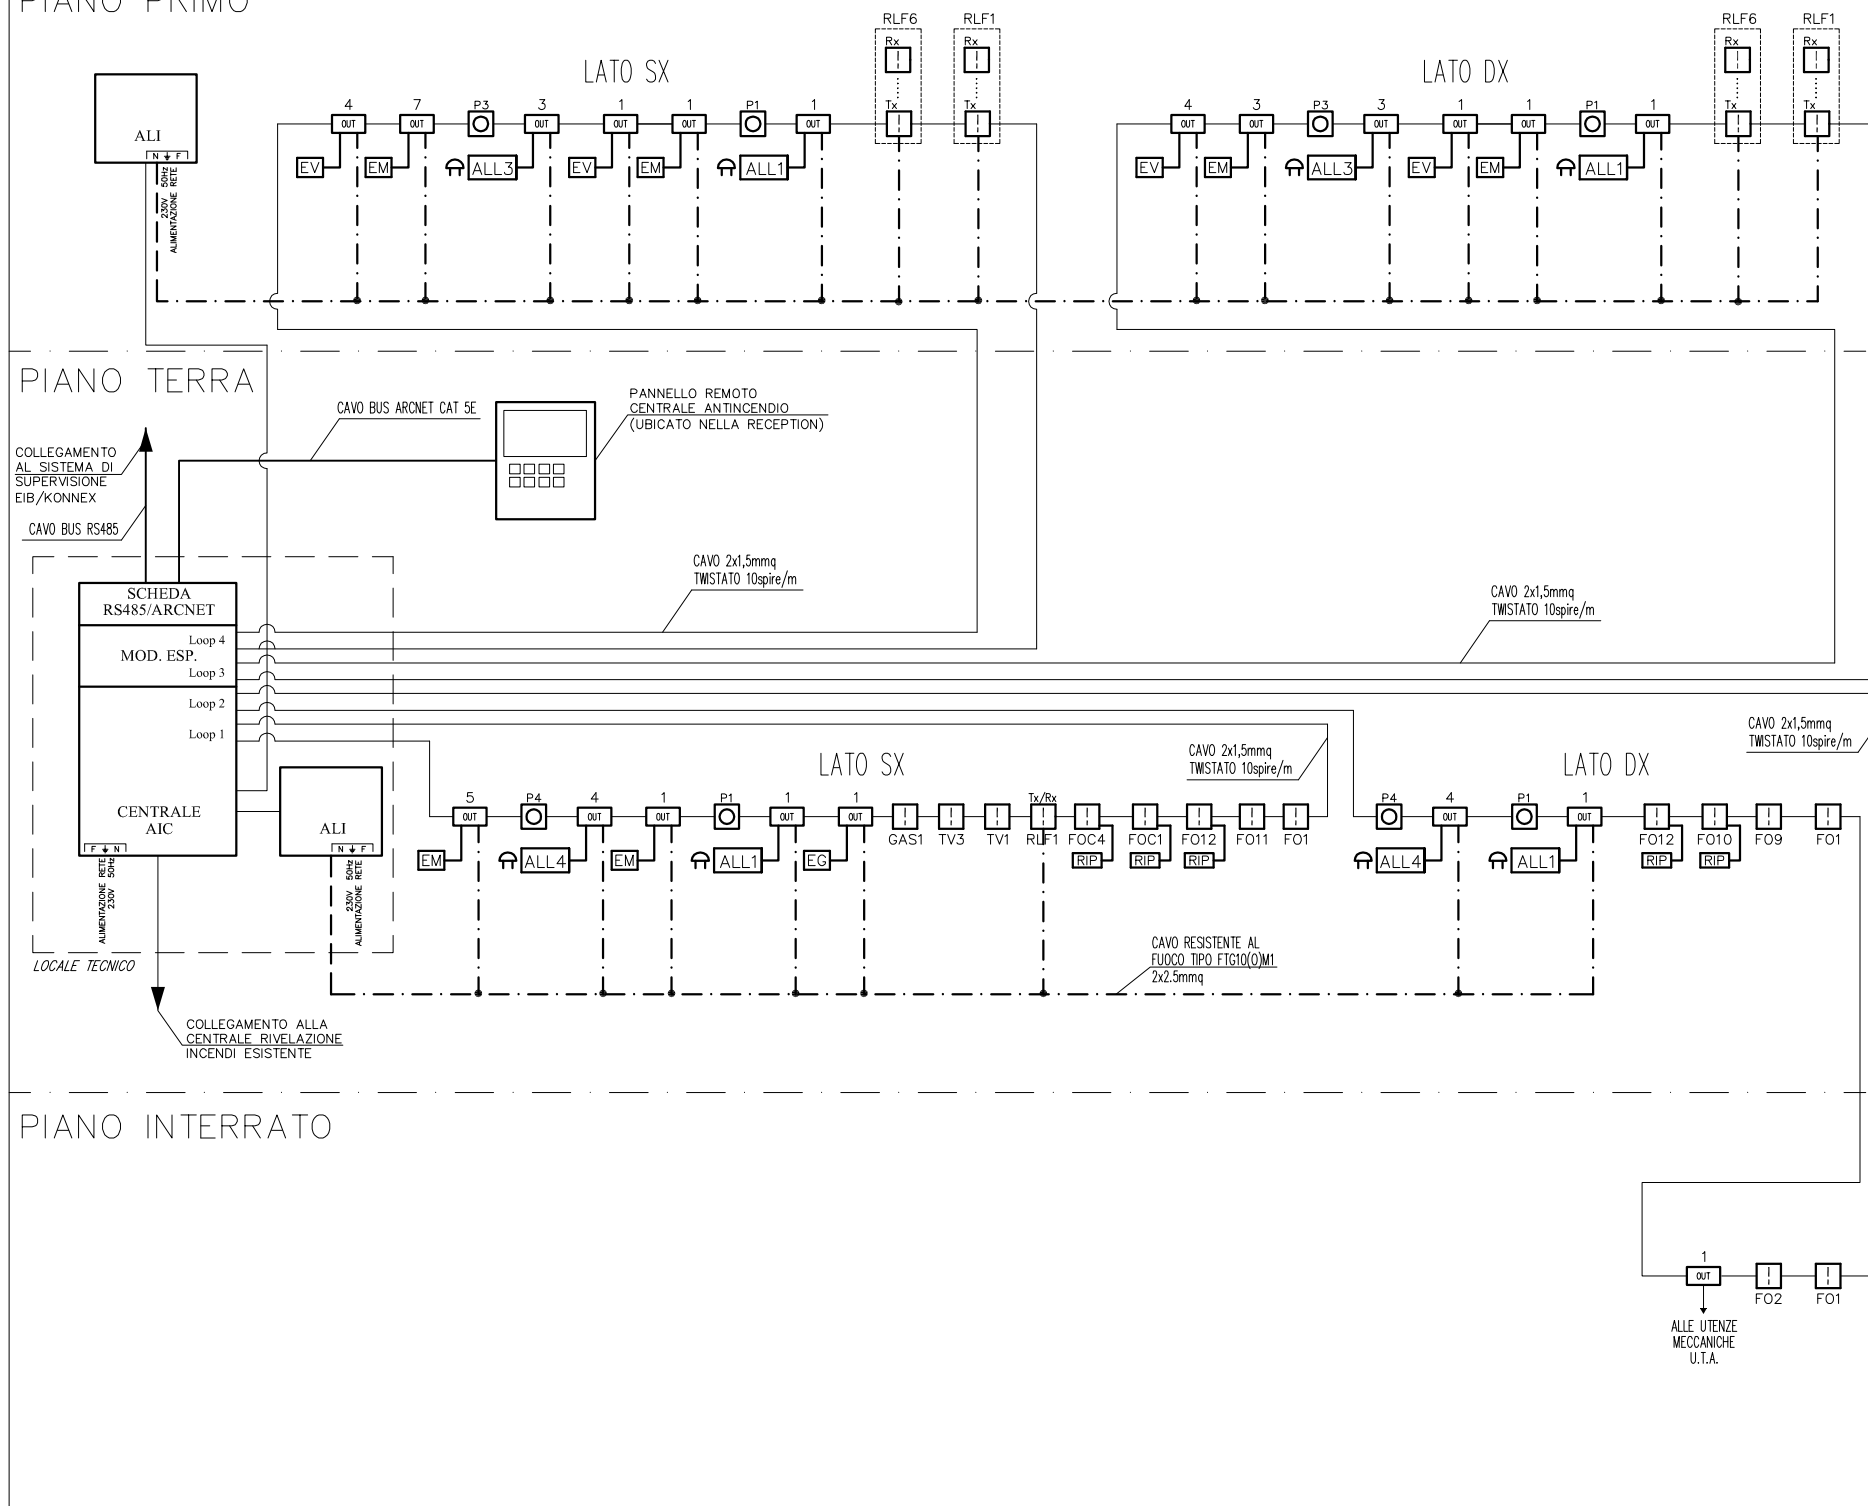 PIANO PRIMO
RLF6
RLF1
RLF6
RLF1
Rx
Rx
Rx
Rx
LATO SX
LATO DX
4
7
P3
3
1
1
P1
1
Tx
Tx
4
3
P3
3
1
1
P1
1
Tx
Tx
OUT
OUT
OUT
OUT
OUT
OUT
OUT
OUT
OUT
OUT
OUT
OUT
ALI
N F
EV
EM
ALL3
EV
EM
ALL1
EV
EM
ALL3
EV
EM
ALL1
230V 50Hz
ALIMENTAZIONE RETE
PIANO TERRA
CAVO BUS ARCNET CAT 5E
PANNELLO REMOTO
CENTRALE ANTINCENDIO
(UBICATO NELLA RECEPTION)
COLLEGAMENTO
AL SISTEMA DI
SUPERVISIONE
EIB/KONNEX
CAVO BUS RS485
CAVO 2x1,5mmq
TWISTATO 10spire/m
CAVO 2x1,5mmq
TWISTATO 10spire/m
SCHEDA
RS485/ARCNET
Loop 4
MOD. ESP.
Loop 3
Loop 2
Loop 1
CAVO 2x1,5mmq
TWISTATO 10spire/m
CAVO 2x1,5mmq
TWISTATO 10spire/m
LATO SX
LATO DX
5
P4
4
1
P1
1
1
Tx/Rx
P4
4
P1
1
OUT
OUT
OUT
OUT
OUT
OUT
OUT
CENTRALE
AIC
ALI
GAS1
TV3
TV1
RLF1
FOC4
FOC1
FO12
FO11
FO1
FO12
FO10
FO9
FO1
F N
N F
EM
ALL4
EM
ALL1
EG
RIP
RIP
RIP
ALL4
ALL1
RIP
RIP
ALIMENTAZIONE RETE
230V 50Hz
230V 50Hz
ALIMENTAZIONE RETE
LOCALE TECNICO
CAVO RESISTENTE AL
FUOCO TIPO FTG10(O)M1
2x2.5mmq
COLLEGAMENTO ALLA
CENTRALE RIVELAZIONE
INCENDI ESISTENTE
PIANO INTERRATO
1
OUT
FO2
FO1
ALLE UTENZE
MECCANICHE
U.T.A.